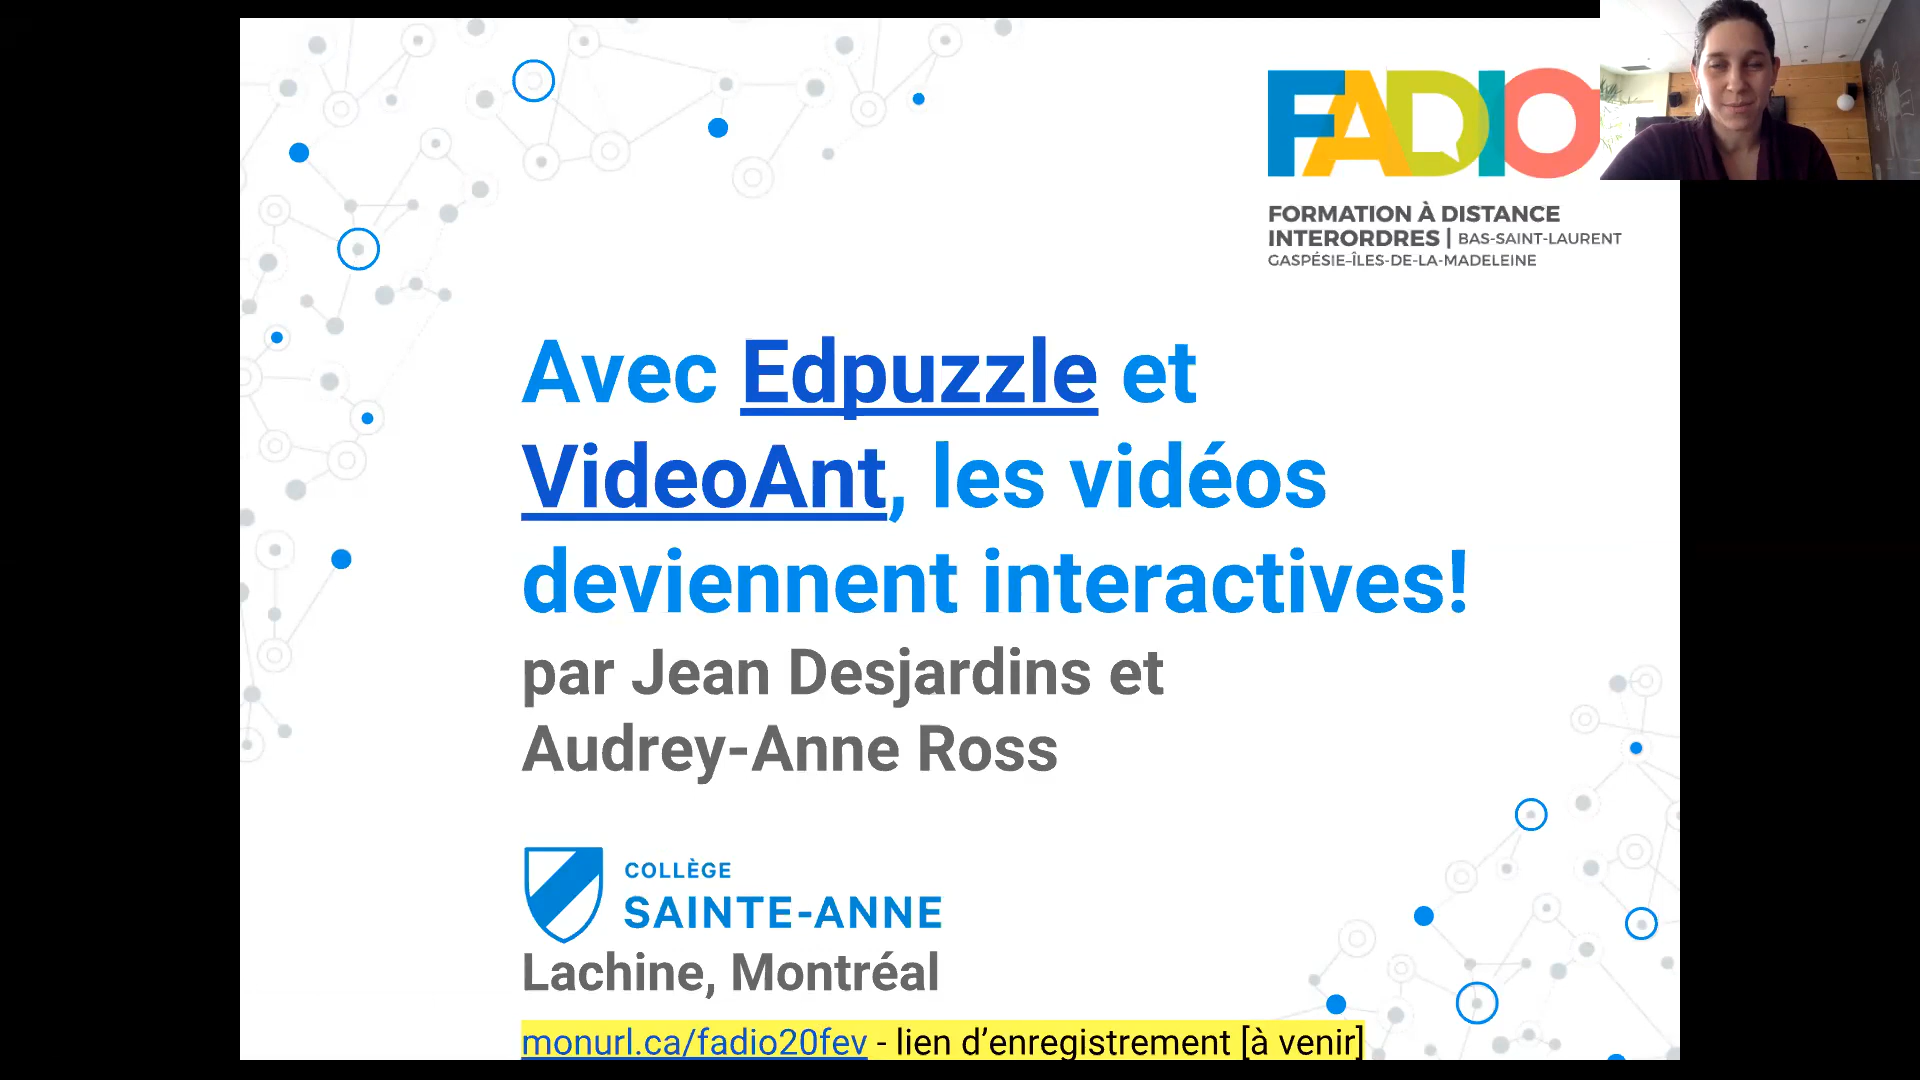 FADIO
FORMATION À DISTANCE
INTERORDRES | BAS-SAINT-LAURENT
GASPÉSIE–ÎLES-DE-LA-MADELEINE
Avec Edpuzzle et
VideoAnt, les vidéos
deviennent interactives!
par Jean Desjardins et
Audrey-Anne Ross
COLLÈGE
SAINTE-ANNE
Lachine, Montréal
monurl.ca/fadio20fev - lien d’enregistrement [à venir]